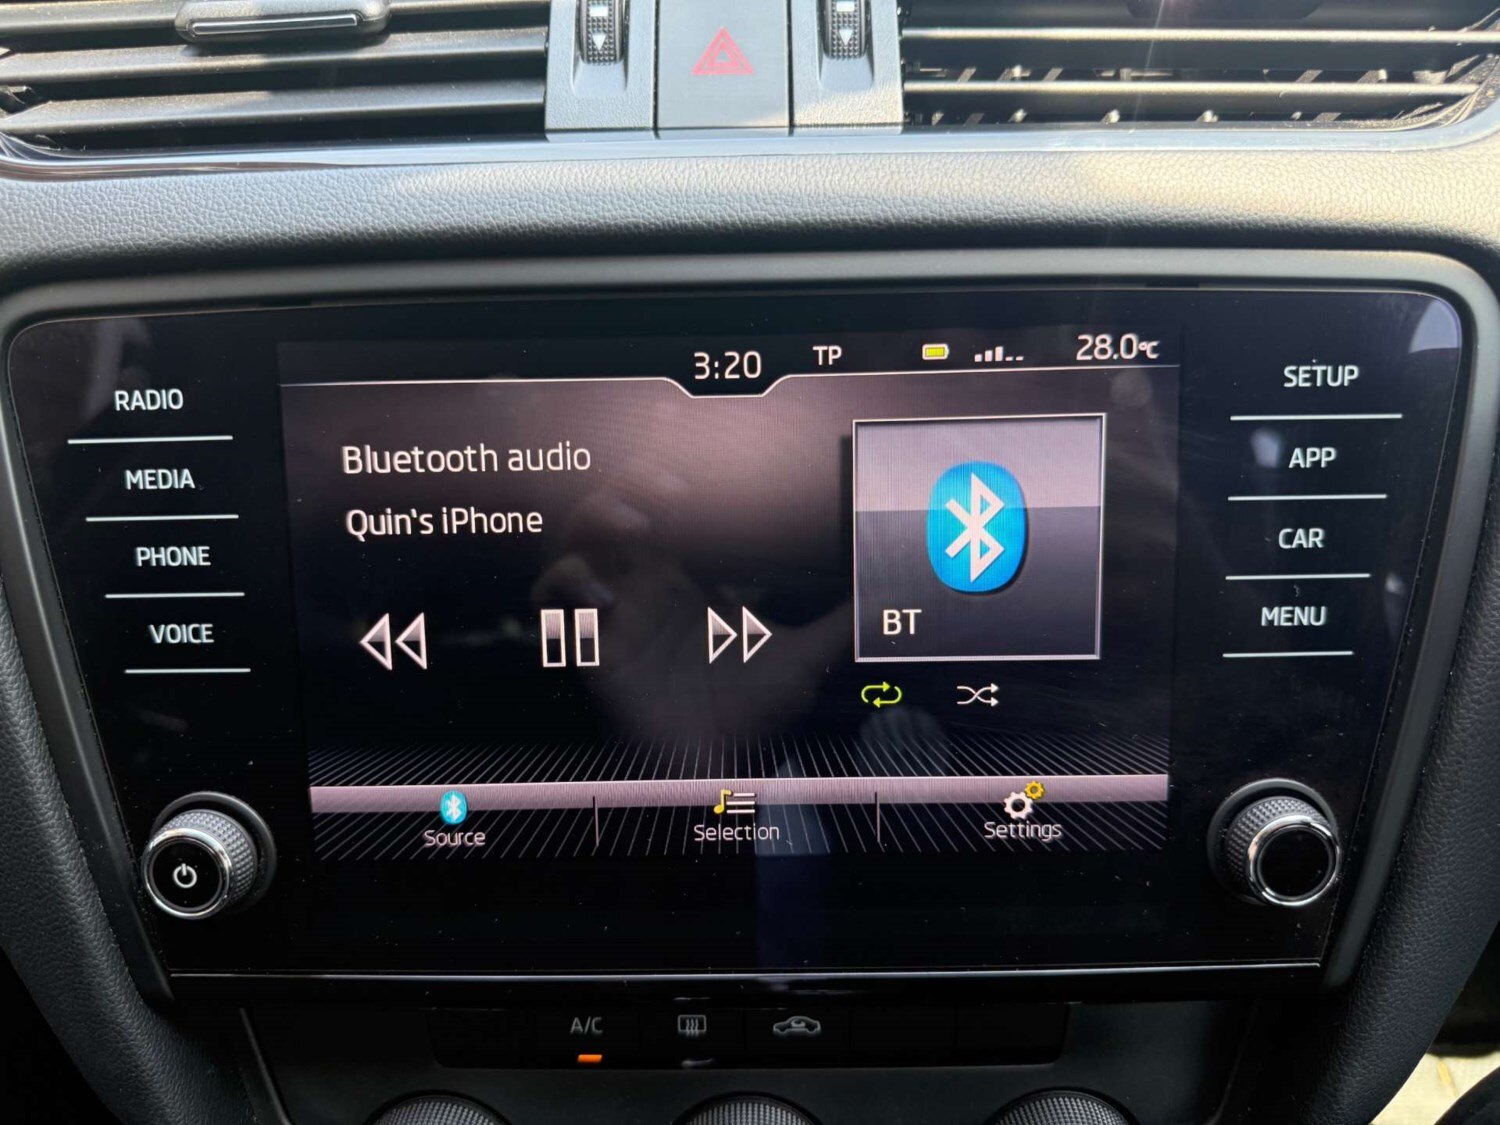 3:20 TP 28.0°C
RADIO
MEDIA
PHONE
VOICE
Bluetooth audio
Quin's iPhone
BT
SETUP
APP
CAR
MENU
Source
Selection
Settings
A/C